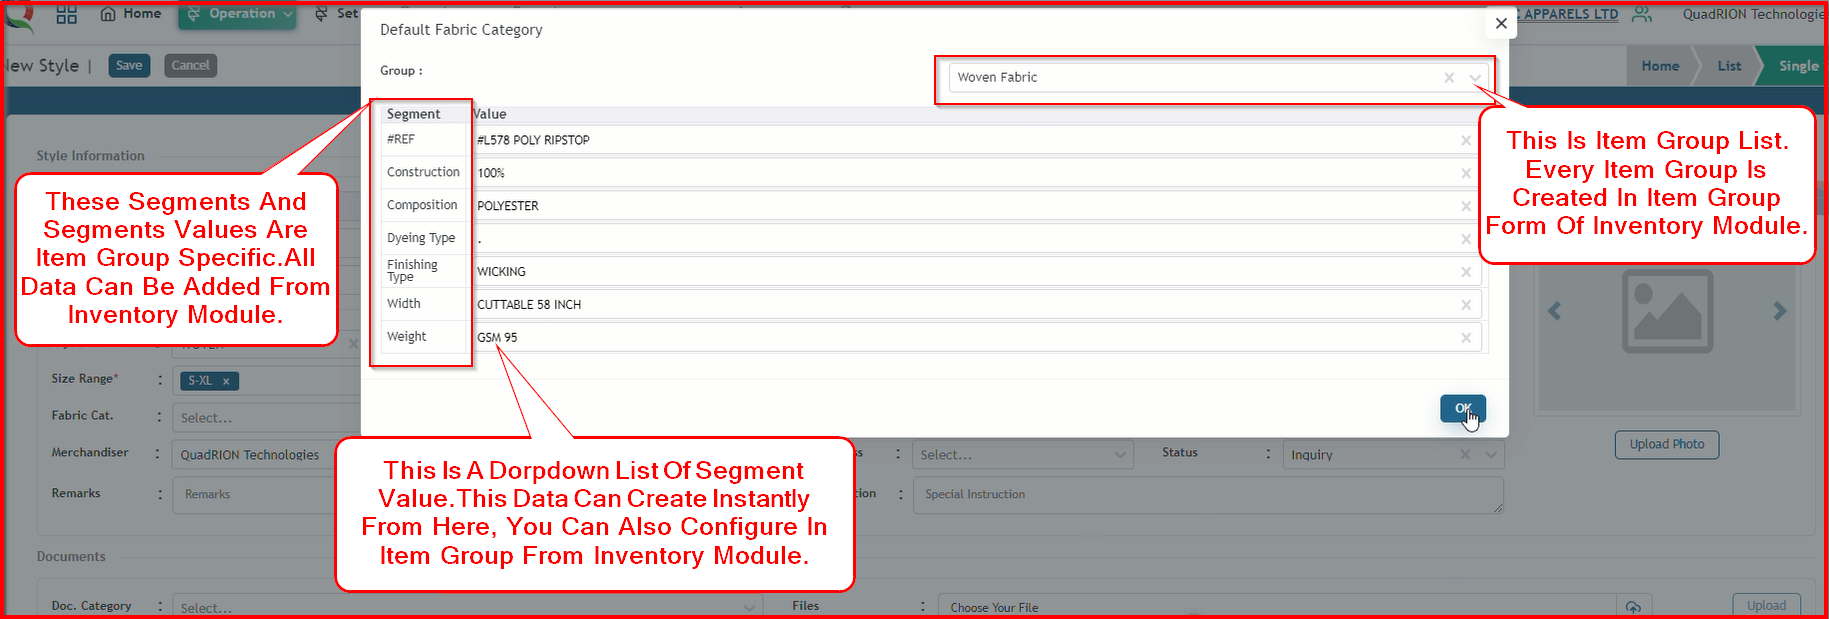 Home
Operation
Set
Default Fabric Category
C APPARELS LTD
QuadRION Technologie
New Style |
Save
Cancel
Home
List
Single
Group :
Woven Fabric
Segment
Value
#REF
#L578 POLY RIPSTOP
Construction
100%
Composition
POLYESTER
Dyeing Type
.
Finishing
Type
WICKING
Width
CUTTABLE 58 INCH
Weight
GSM 95
OK
This Is Item Group List.
Every Item Group Is
Created In Item Group
Form Of Inventory Module.
Style Information
These Segments And
Segments Values Are
Item Group Specific.All
Data Can Be Added From
Inventory Module.
Size Range* :
S-XL x
Fabric Cat. :
Select...
Merchandiser :
QuadRION Technologies
Remarks :
Remarks
This Is A Dorpdown List Of Segment
Value.This Data Can Create Instantly
From Here, You Can Also Configure In
Item Group From Inventory Module.
ss :
Select...
Status :
Inquiry
tion :
Special Instruction
Upload Photo
Documents
Doc. Category :
Select...
Files :
Choose Your File
Upload